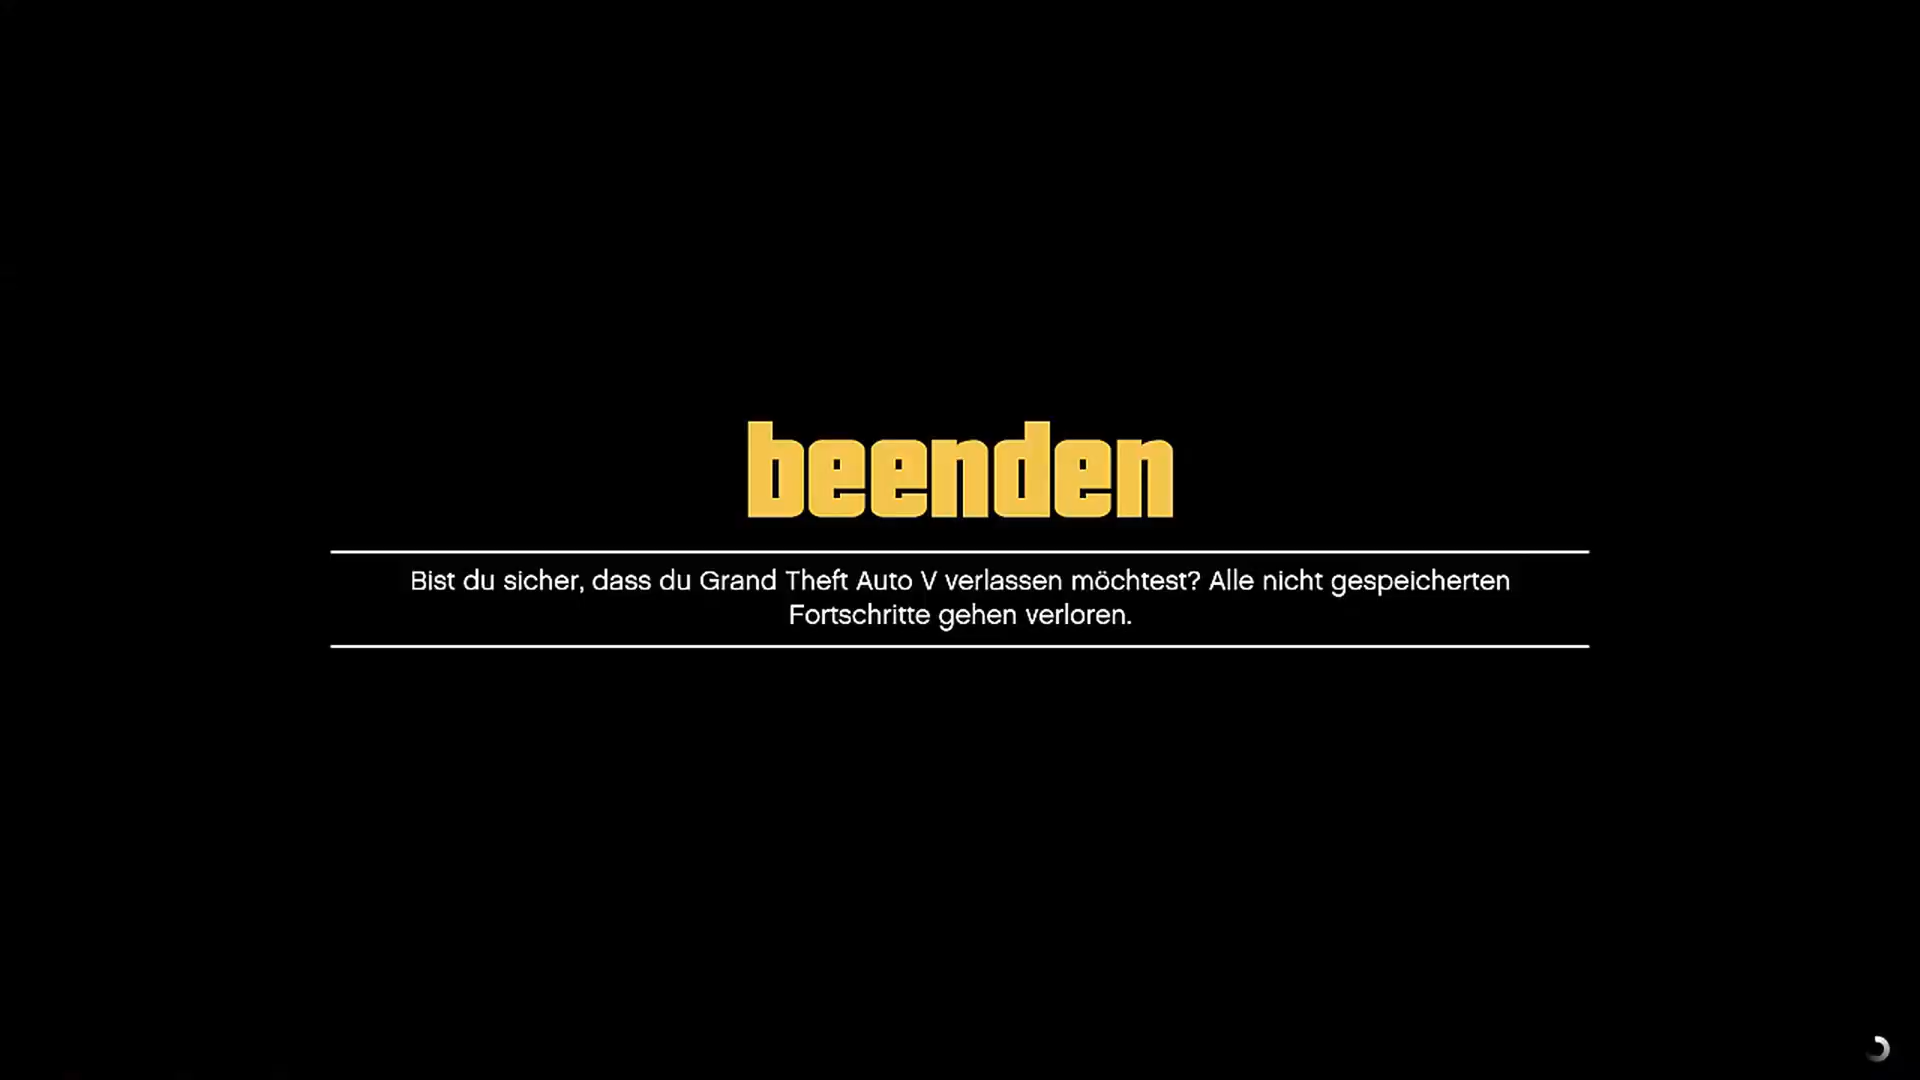 beenden
Bist du sicher, dass du Grand Theft Auto V verlassen möchtest? Alle nicht gespeicherten
Fortschritte gehen verloren.